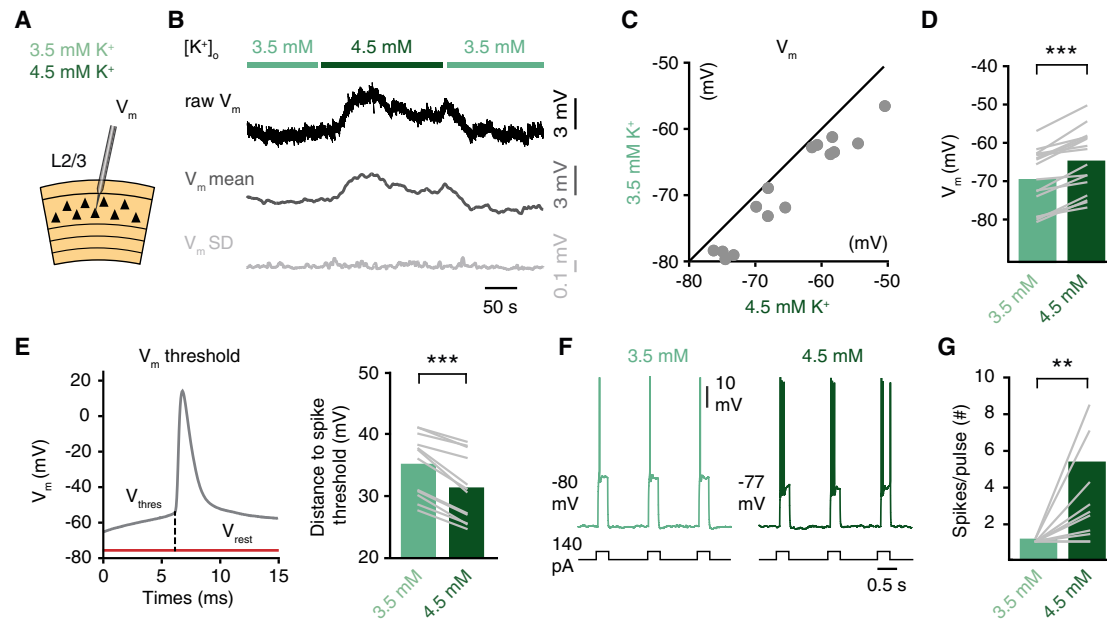 A
3.5 mM K⁺
4.5 mM K⁺
Vₘ
L2/3
B
[K⁺]ₒ
3.5 mM 4.5 mM 3.5 mM
raw Vₘ
3 mV
Vₘ mean
3 mV
Vₘ SD
0.1 mV
50 s
C
Vₘ
(mV)
-50
-60
-70
-80
3.5 mM K⁺
(mV)
-80 -70 -60 -50
4.5 mM K⁺
D
***
-40
-50
-60
-70
-80
Vₘ (mV)
3.5 mM 4.5 mM
E
Vₘ threshold
20
0
-20
-40
-60
-80
Vₘ (mV)
Vthres
Vrest
0 5 10 15
Times (ms)
***
50
40
30
20
Distance to spike
threshold (mV)
3.5 mM 4.5 mM
F
3.5 mM 4.5 mM
10
mV
-80
mV
-77
mV
140
pA
0.5 s
G
**
10
8
6
4
2
Spikes/pulse (#)
3.5 mM 4.5 mM